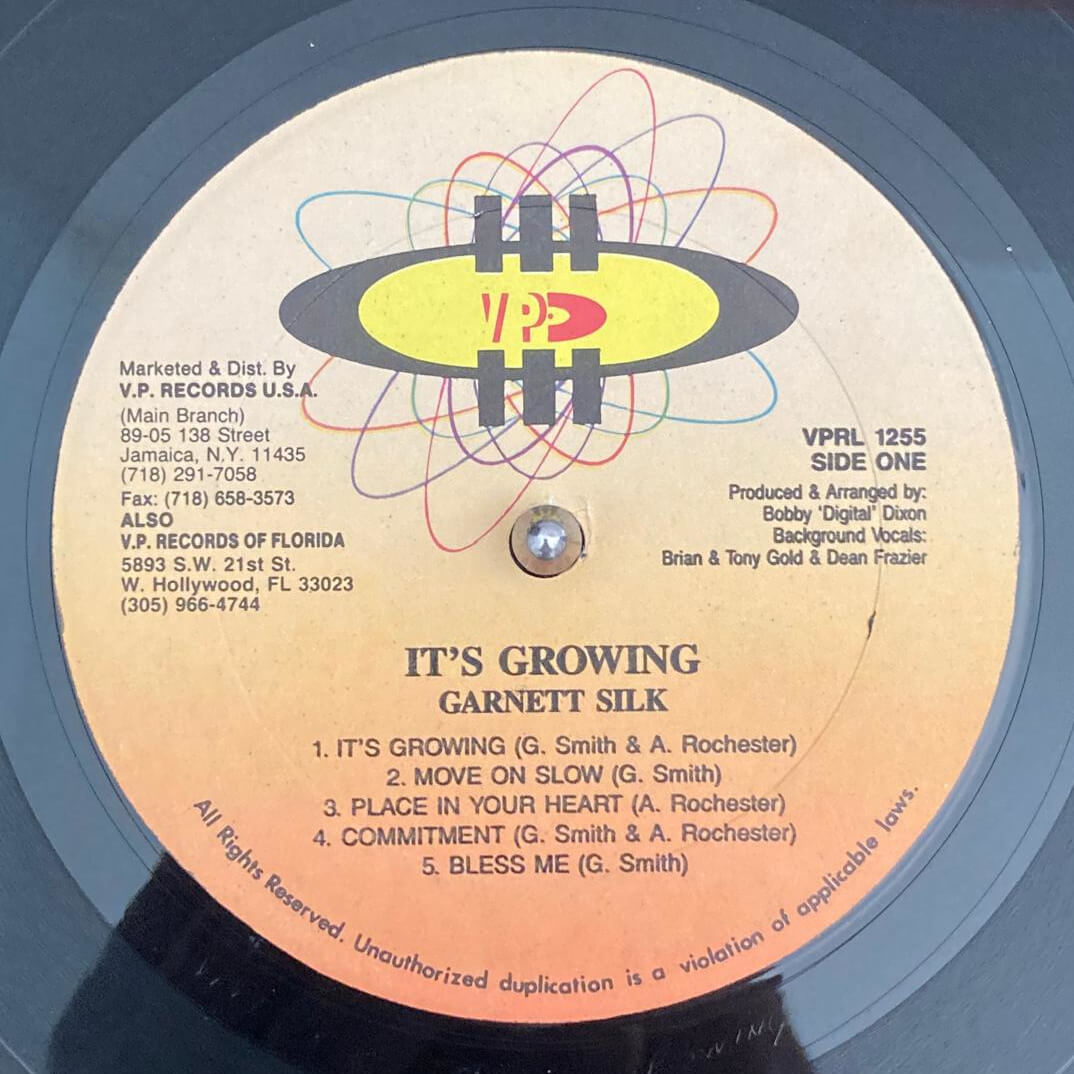 VP
Marketed & Dist. By
V.P. RECORDS U.S.A.
(Main Branch)
89-05 138 Street
Jamaica, N.Y. 11435
(718) 291-7058
Fax: (718) 658-3573
ALSO
V.P. RECORDS OF FLORIDA
5893 S.W. 21st St.
W. Hollywood, FL 33023
(305) 966-4744
VPRL 1255
SIDE ONE
Produced & Arranged by:
Bobby 'Digital' Dixon
Background Vocals:
Brian & Tony Gold & Dean Frazier
IT'S GROWING
GARNETT SILK
1. IT'S GROWING (G. Smith & A. Rochester)
2. MOVE ON SLOW (G. Smith)
3. PLACE IN YOUR HEART (A. Rochester)
4. COMMITMENT (G. Smith & A. Rochester)
5. BLESS ME (G. Smith)
All Rights Reserved. Unauthorized duplication is a violation of applicable laws.